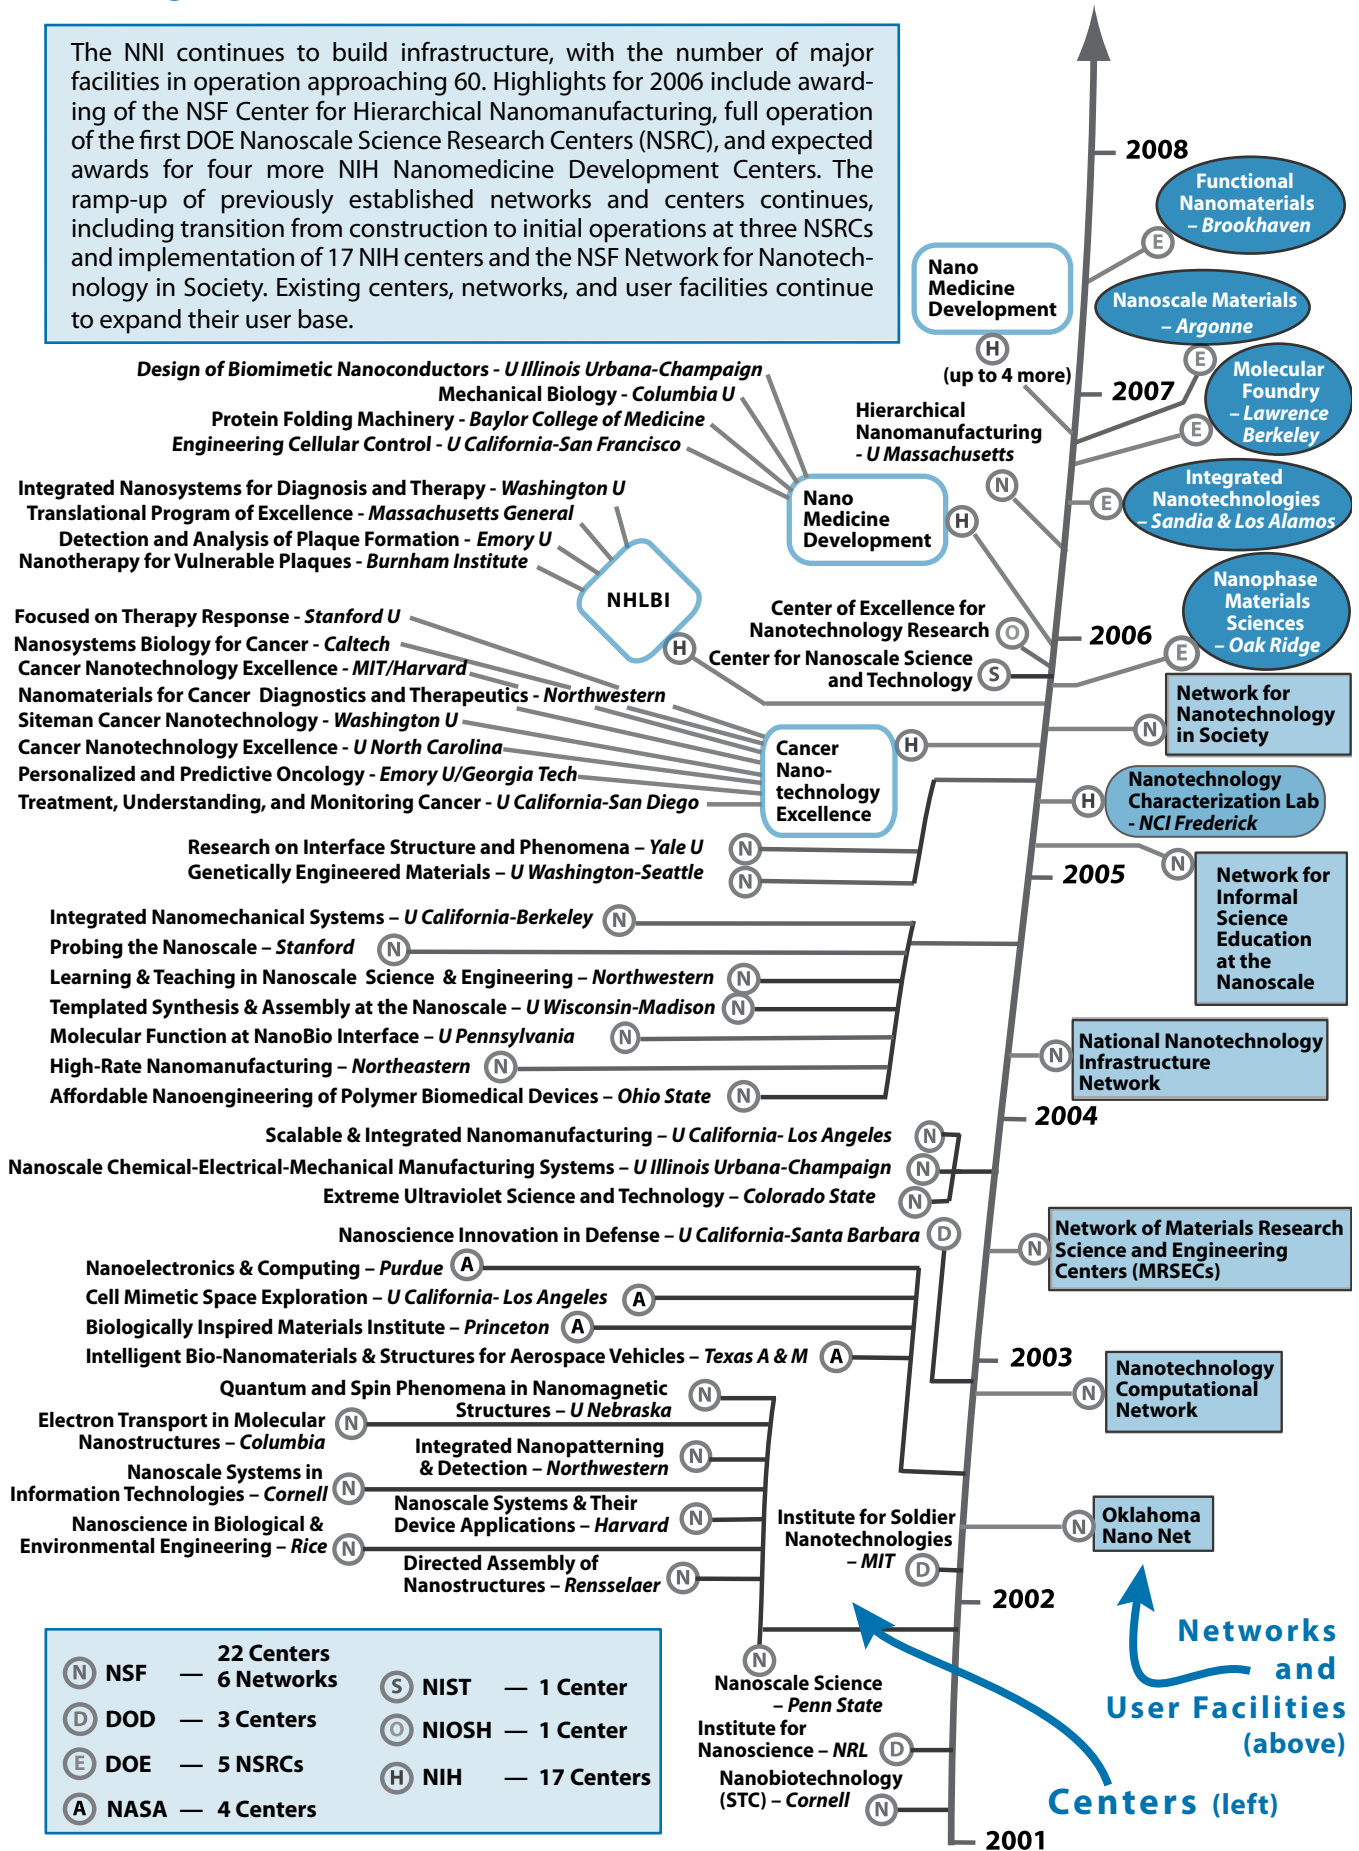 The NNI continues to build infrastructure, with the number of major
facilities in operation approaching 60. Highlights for 2006 include award-
ing of the NSF Center for Hierarchical Nanomanufacturing, full operation
of the first DOE Nanoscale Science Research Centers (NSRC), and expected
awards for four more NIH Nanomedicine Development Centers. The
ramp-up of previously established networks and centers continues,
including transition from construction to initial operations at three NSRCs
and implementation of 17 NIH centers and the NSF Network for Nanotech-
nology in Society. Existing centers, networks, and user facilities continue
to expand their user base.
2008
Functional
Nanomaterials
– Brookhaven
E
Nano
Medicine
Development
H
(up to 4 more)
Nanoscale Materials
– Argonne
E
2007
Molecular
Foundry
– Lawrence
Berkeley
E
Design of Biomimetic Nanoconductors - U Illinois Urbana-Champaign
Mechanical Biology - Columbia U
Protein Folding Machinery - Baylor College of Medicine
Engineering Cellular Control - U California-San Francisco
Nano
Medicine
Development
H
Hierarchical
Nanomanufacturing
- U Massachusetts
N
Integrated
Nanotechnologies
– Sandia & Los Alamos
E
Integrated Nanosystems for Diagnosis and Therapy - Washington U
Translational Program of Excellence - Massachusetts General
Detection and Analysis of Plaque Formation - Emory U
Nanotherapy for Vulnerable Plaques - Burnham Institute
NHLBI
H
Nanophase
Materials
Sciences
– Oak Ridge
E
2006
Center of Excellence for
Nanotechnology Research
O
Center for Nanoscale Science
and Technology
S
Focused on Therapy Response - Stanford U
Nanosystems Biology for Cancer - Caltech
Cancer Nanotechnology Excellence - MIT/Harvard
Nanomaterials for Cancer Diagnostics and Therapeutics - Northwestern
Siteman Cancer Nanotechnology - Washington U
Cancer Nanotechnology Excellence - U North Carolina
Personalized and Predictive Oncology - Emory U/Georgia Tech
Treatment, Understanding, and Monitoring Cancer - U California-San Diego
Cancer
Nano-
technology
Excellence
H
Network for
Nanotechnology
in Society
N
Nanotechnology
Characterization Lab
- NCI Frederick
H
Research on Interface Structure and Phenomena – Yale U
N
Genetically Engineered Materials – U Washington-Seattle
N
2005
Network for
Informal
Science
Education
at the
Nanoscale
N
Integrated Nanomechanical Systems – U California-Berkeley
N
Probing the Nanoscale – Stanford
N
Learning & Teaching in Nanoscale Science & Engineering – Northwestern
N
Templated Synthesis & Assembly at the Nanoscale – U Wisconsin-Madison
N
Molecular Function at NanoBio Interface – U Pennsylvania
N
High-Rate Nanomanufacturing – Northeastern
N
Affordable Nanoengineering of Polymer Biomedical Devices – Ohio State
N
National Nanotechnology
Infrastructure
Network
N
2004
Scalable & Integrated Nanomanufacturing – U California- Los Angeles
N
Nanoscale Chemical-Electrical-Mechanical Manufacturing Systems – U Illinois Urbana-Champaign
N
Extreme Ultraviolet Science and Technology – Colorado State
N
Nanoscience Innovation in Defense – U California-Santa Barbara
D
Network of Materials Research
Science and Engineering
Centers (MRSECs)
N
Nanoelectronics & Computing – Purdue
A
Cell Mimetic Space Exploration – U California- Los Angeles
A
Biologically Inspired Materials Institute – Princeton
A
Intelligent Bio-Nanomaterials & Structures for Aerospace Vehicles – Texas A & M
A
2003
Nanotechnology
Computational
Network
N
Quantum and Spin Phenomena in Nanomagnetic
Structures – U Nebraska
N
Electron Transport in Molecular
Nanostructures – Columbia
N
Integrated Nanopatterning
& Detection – Northwestern
N
Nanoscale Systems in
Information Technologies – Cornell
N
Nanoscale Systems & Their
Device Applications – Harvard
N
Nanoscience in Biological &
Environmental Engineering – Rice
N
Directed Assembly of
Nanostructures – Rensselaer
N
Institute for Soldier
Nanotechnologies
– MIT
D
Oklahoma
Nano Net
N
2002
Networks
and
User Facilities
(above)
N
Nanoscale Science
– Penn State
Institute for
Nanoscience – NRL
D
Nanobiotechnology
(STC) – Cornell
N
Centers (left)
2001
N NSF — 22 Centers
6 Networks
D DOD — 3 Centers
E DOE — 5 NSRCs
A NASA — 4 Centers
S NIST — 1 Center
O NIOSH — 1 Center
H NIH — 17 Centers